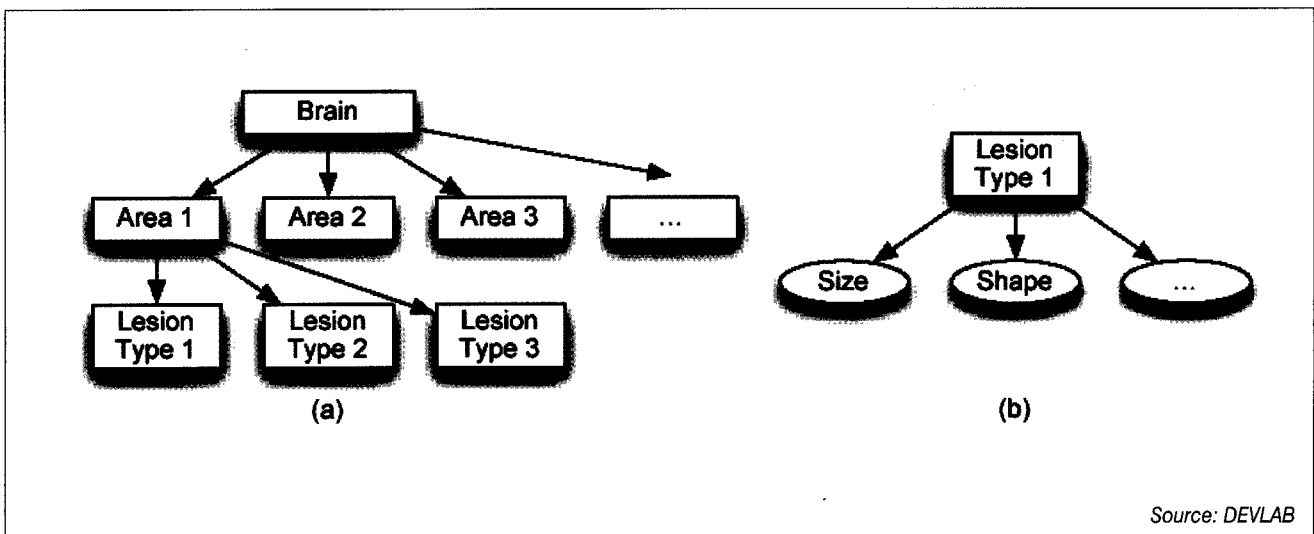 Brain
Area 1
Area 2
Area 3
...
Lesion
Type 1
Lesion
Type 2
Lesion
Type 3
(a)
Lesion
Type 1
Size
Shape
...
(b)
Source: DEVLAB